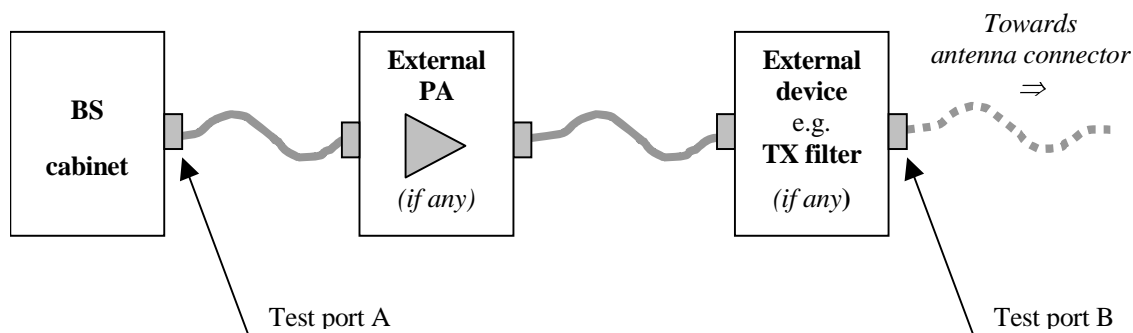 BS
cabinet
External
PA
(if any)
External
device
e.g.
TX filter
(if any)
Towards
antenna connector
⇒
Test port A
Test port B